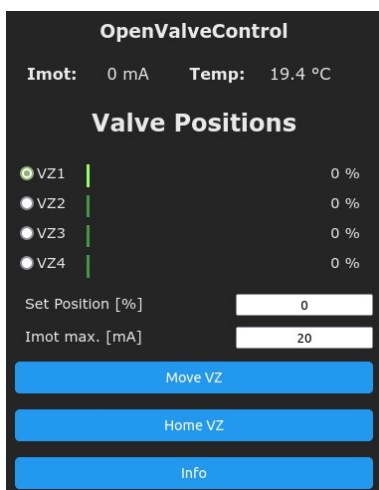 OpenValveControl
Imot: 0 mA Temp: 19.4 °C
Valve Positions
VZ1 0 %
VZ2 0 %
VZ3 0 %
VZ4 0 %
Set Position [%] 0
Imot max. [mA] 20
Move VZ
Home VZ
Info